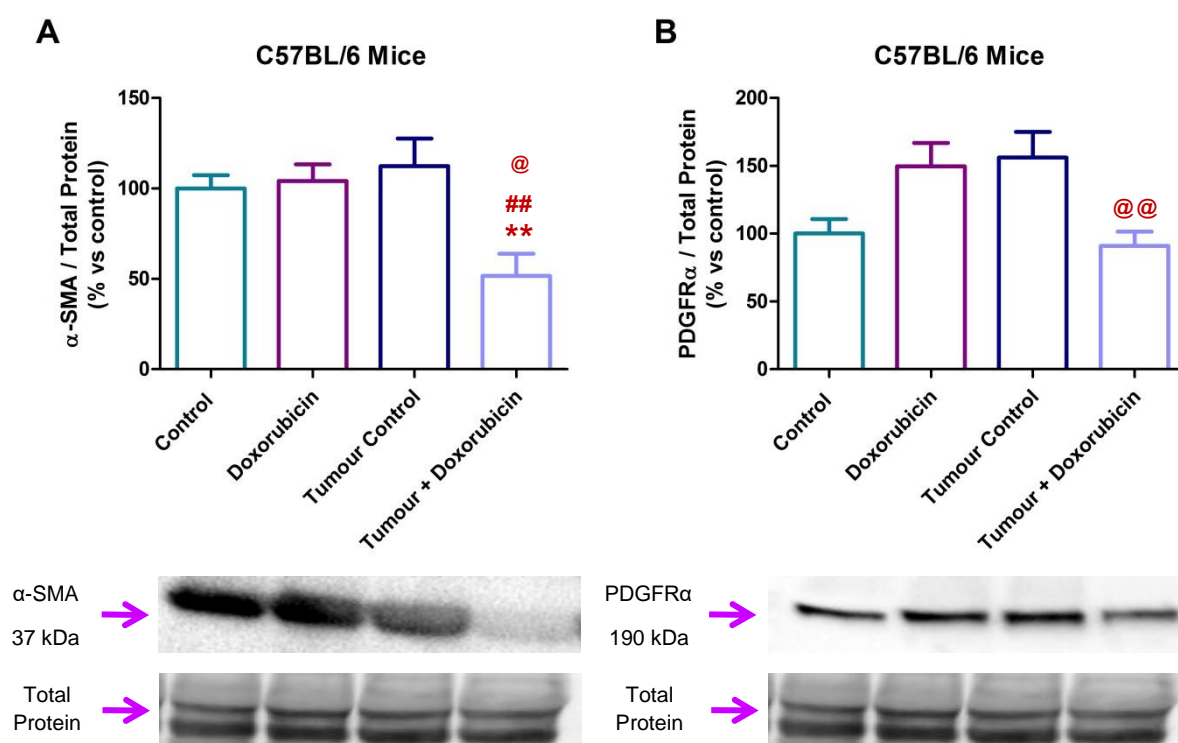 A
C57BL/6 Mice
α-SMA / Total Protein
(% vs control)
150
100
50
0
@
##
**
Control
Doxorubicin
Tumour Control
Tumour + Doxorubicin
α-SMA
37 kDa
Total
Protein
B
C57BL/6 Mice
PDGFRα / Total Protein
(% vs control)
200
150
100
50
0
@@
Control
Doxorubicin
Tumour Control
Tumour + Doxorubicin
PDGFRα
190 kDa
Total
Protein